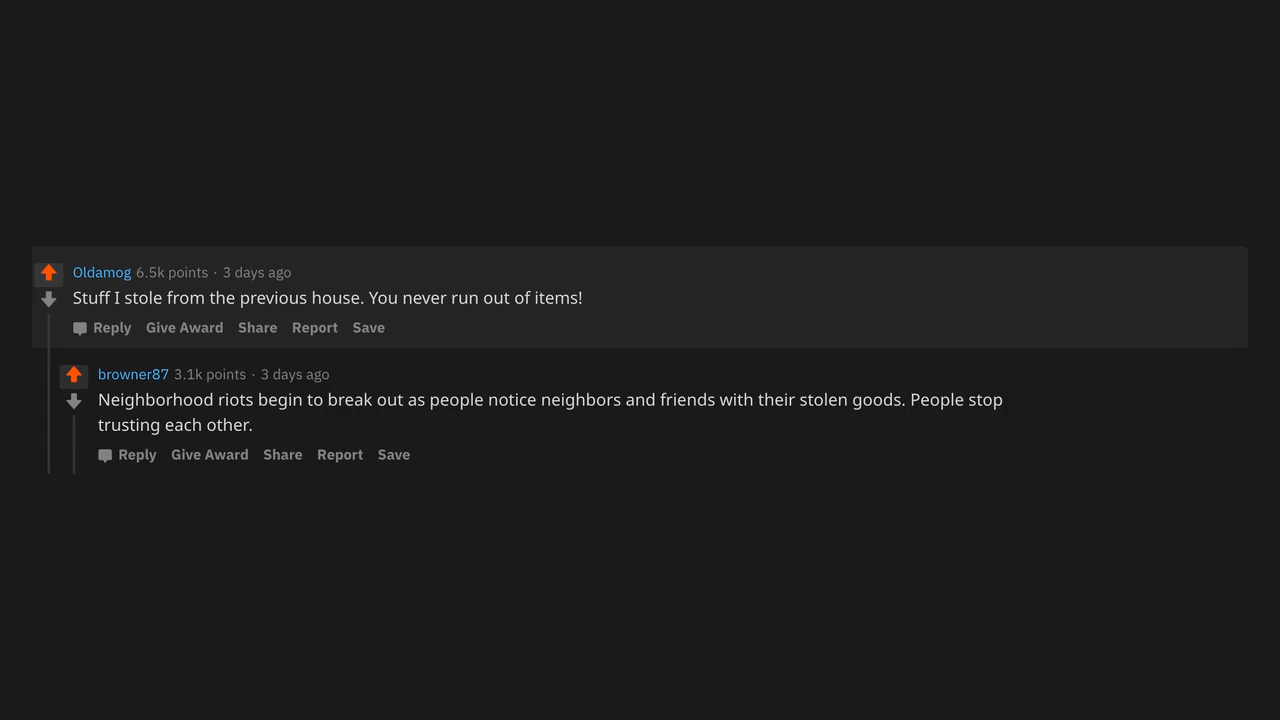 Oldamog 6.5k points · 3 days ago
Stuff I stole from the previous house. You never run out of items!
Reply Give Award Share Report Save
browner87 3.1k points · 3 days ago
Neighborhood riots begin to break out as people notice neighbors and friends with their stolen goods. People stop
trusting each other.
Reply Give Award Share Report Save